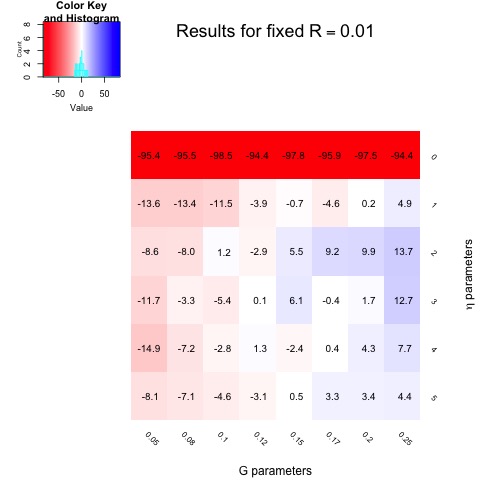 Color Key
and Histogram
Results for fixed R = 0.01
Count
0 2 4 6 8
-50 0 50
Value
-95.4 -95.5 -98.5 -94.4 -97.8 -95.9 -97.5 -94.4 0
-13.6 -13.4 -11.5 -3.9 -0.7 -4.6 0.2 4.9 1
-8.6 -8.0 1.2 -2.9 5.5 9.2 9.9 13.7 2
-11.7 -3.3 -5.4 0.1 6.1 -0.4 1.7 12.7 3
-14.9 -7.2 -2.8 1.3 -2.4 0.4 4.3 7.7 4
-8.1 -7.1 -4.6 -3.1 0.5 3.3 3.4 4.4 5
η parameters
0.05 0.08 0.1 0.12 0.15 0.17 0.2 0.25
G parameters